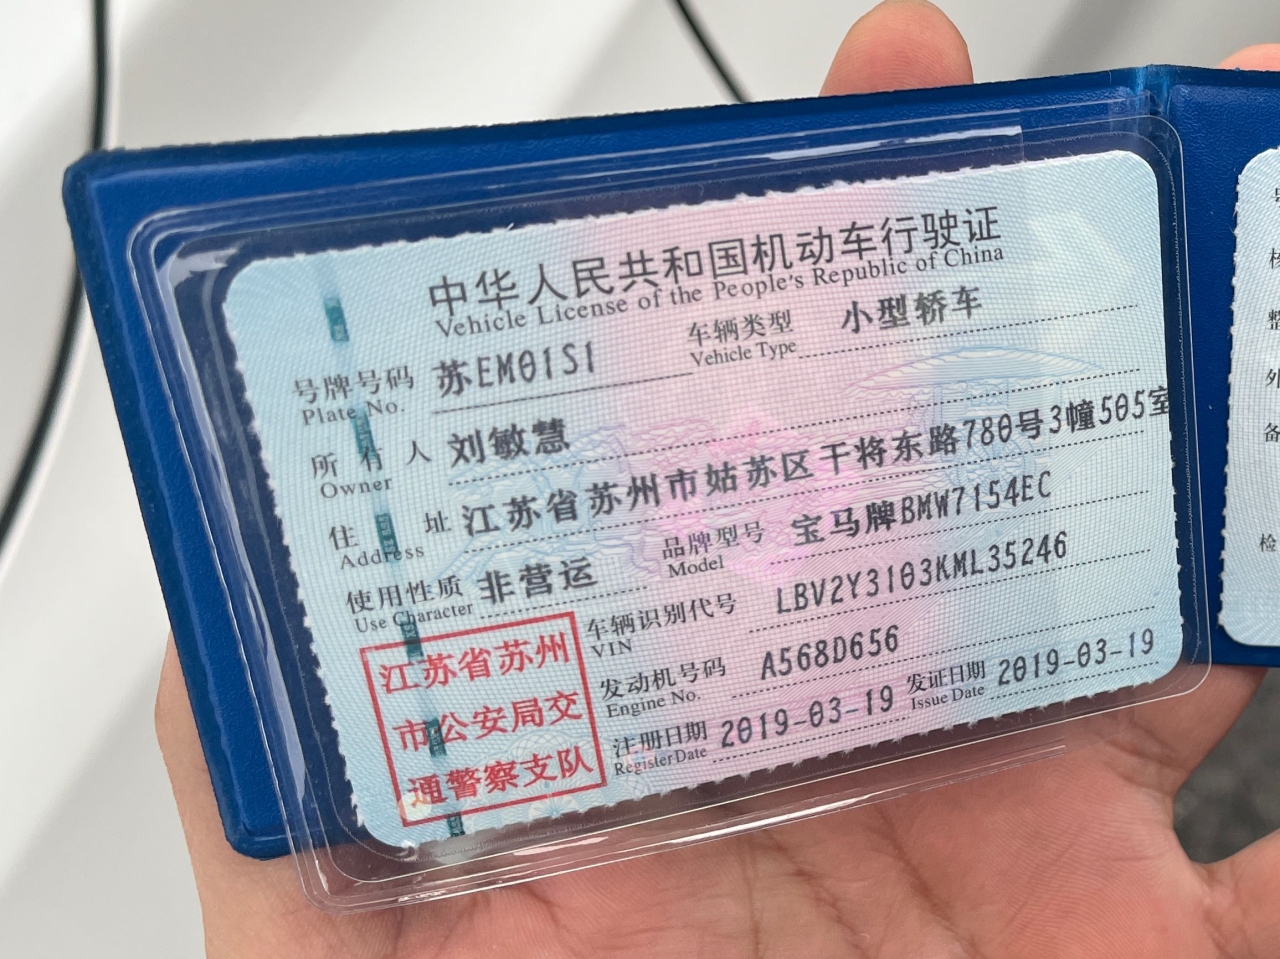 中华人民共和国机动车行驶证
Vehicle License of the People's Republic of China
号牌号码 苏EM01S1 车辆类型 小型轿车
Plate No. Vehicle Type
所有人 刘敏慧
Owner
住址 江苏省苏州市姑苏区干将东路780号3幢505室
Address
使用性质 非营运 品牌型号 宝马牌BMW7154EC
Use Character Model
车辆识别代号 LBV2Y3103KML35246
VIN
发动机号码 A568D656
Engine No.
注册日期 2019-03-19 发证日期 2019-03-19
Register Date Issue Date
江苏省苏州
市公安局交
通警察支队
核
整
外
备
检